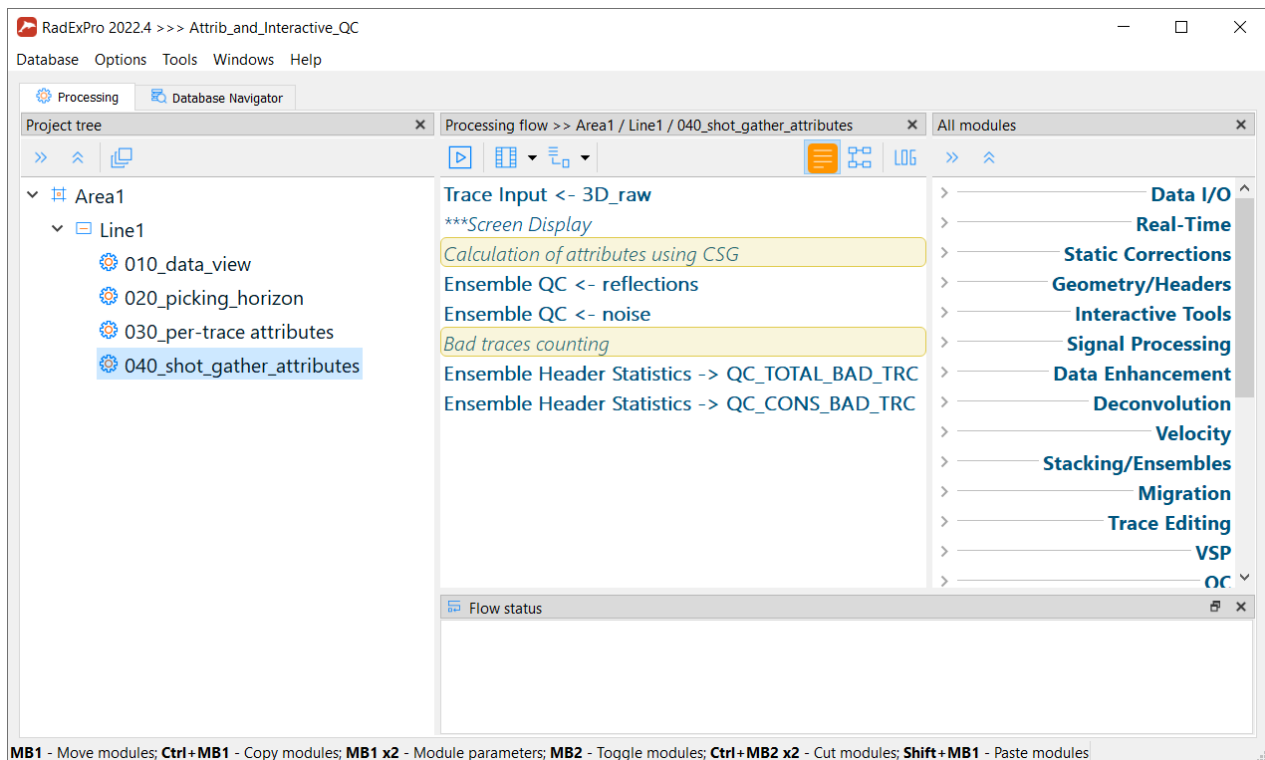 RadExPro 2022.4 >>> Attrib_and_Interactive_QC
Database Options Tools Windows Help
Processing Database Navigator
Project tree
Area1
Line1
010_data_view
020_picking_horizon
030_per-trace attributes
040_shot_gather_attributes
Processing flow >> Area1 / Line1 / 040_shot_gather_attributes
LOG
Trace Input <- 3D_raw
***Screen Display
Calculation of attributes using CSG
Ensemble QC <- reflections
Ensemble QC <- noise
Bad traces counting
Ensemble Header Statistics -> QC_TOTAL_BAD_TRC
Ensemble Header Statistics -> QC_CONS_BAD_TRC
All modules
Data I/O
Real-Time
Static Corrections
Geometry/Headers
Interactive Tools
Signal Processing
Data Enhancement
Deconvolution
Velocity
Stacking/Ensembles
Migration
Trace Editing
VSP
QC
Flow status
MB1 - Move modules; Ctrl+MB1 - Copy modules; MB1 x2 - Module parameters; MB2 - Toggle modules; Ctrl+MB2 x2 - Cut modules; Shift+MB1 - Paste modules